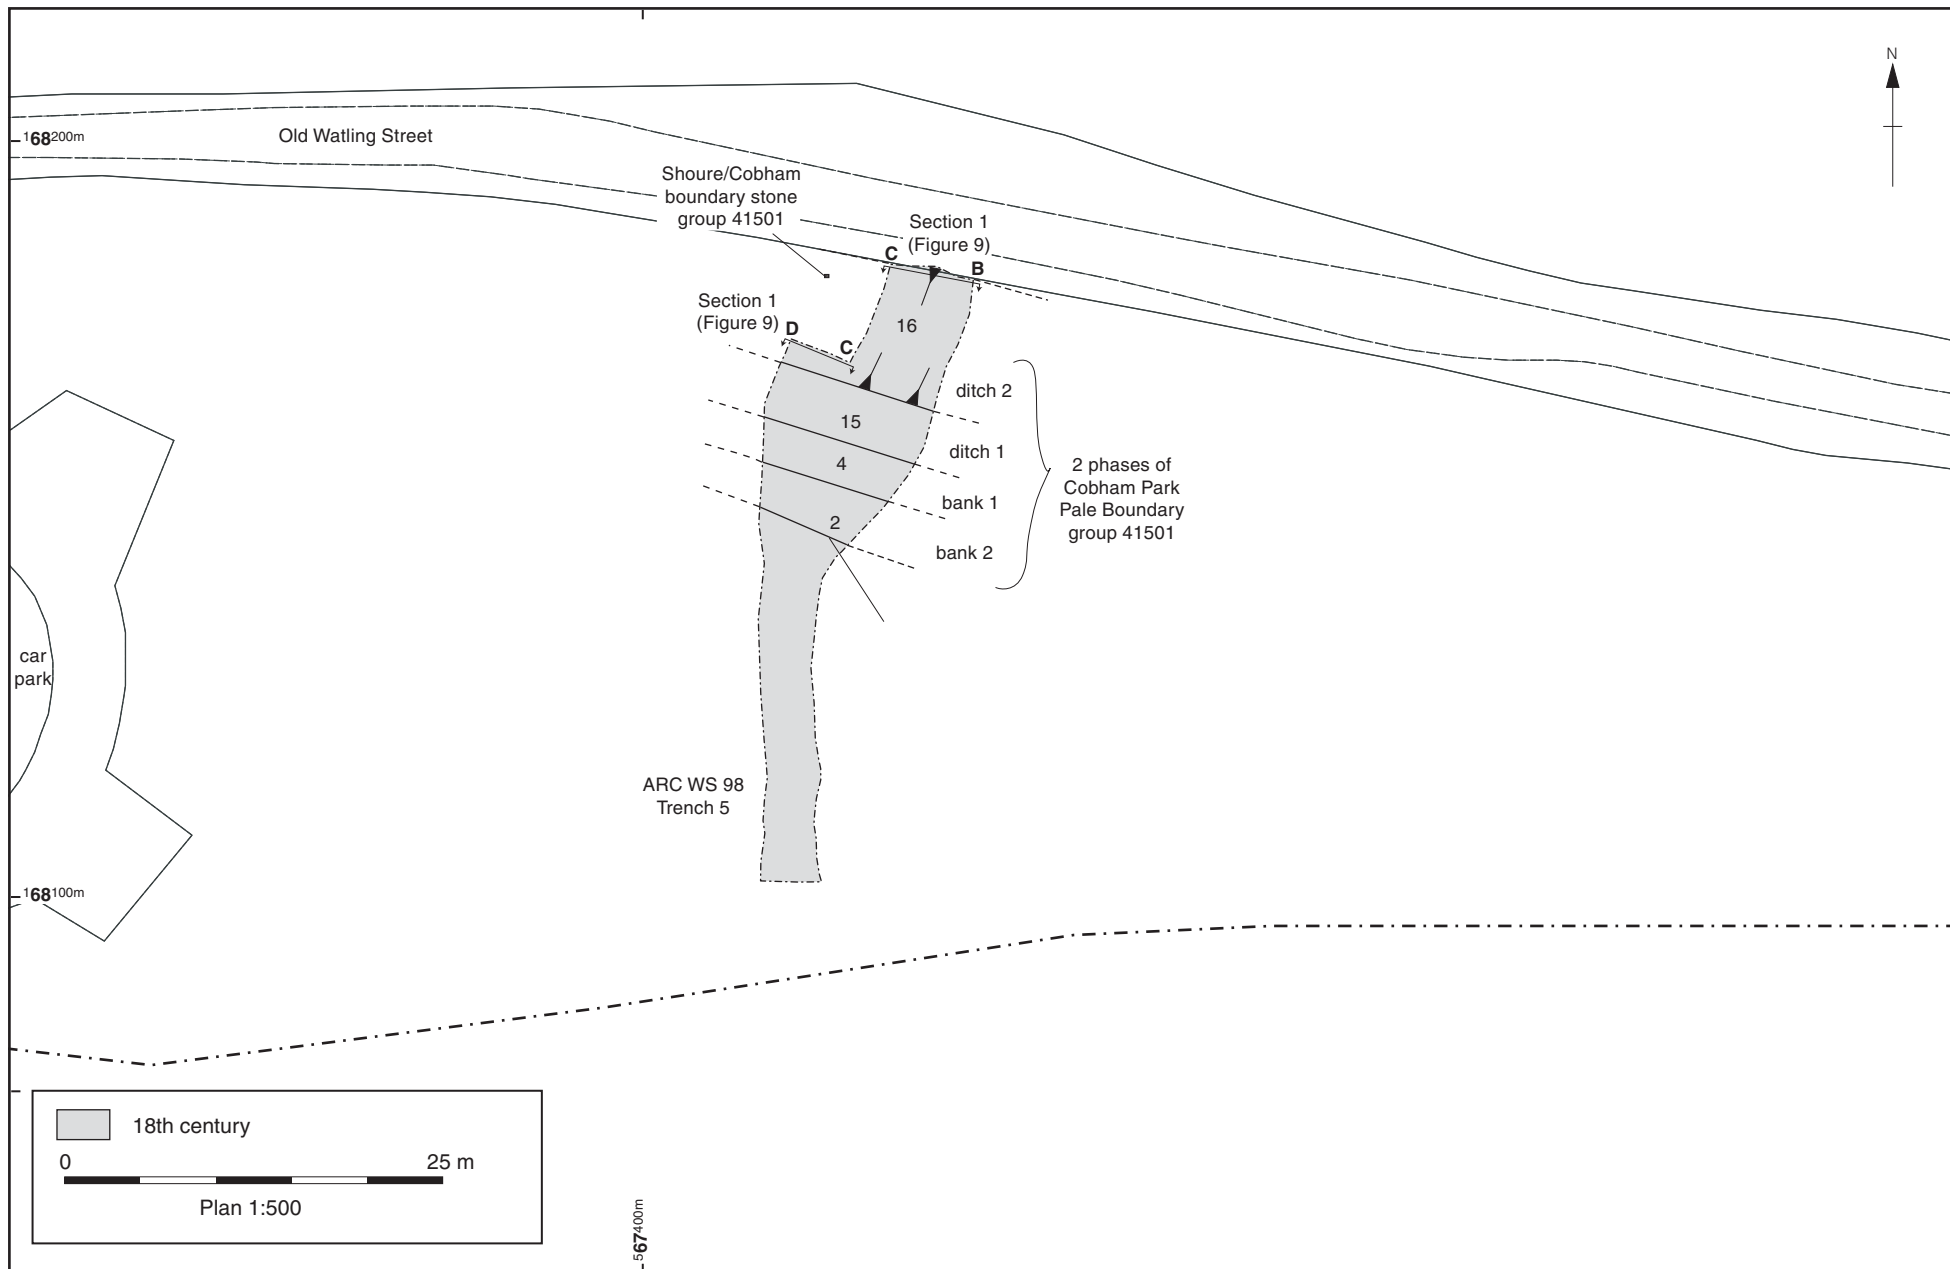 N
168200m
Old Watling Street
Shoure/Cobham
boundary stone
group 41501
Section 1
(Figure 9)
C
B
Section 1
(Figure 9)
D
C
16
ditch 2
15
ditch 1
4
bank 1
2
bank 2
2 phases of
Cobham Park
Pale Boundary
group 41501
car
park
ARC WS 98
Trench 5
168100m
18th century
0 25 m
Plan 1:500
567400m